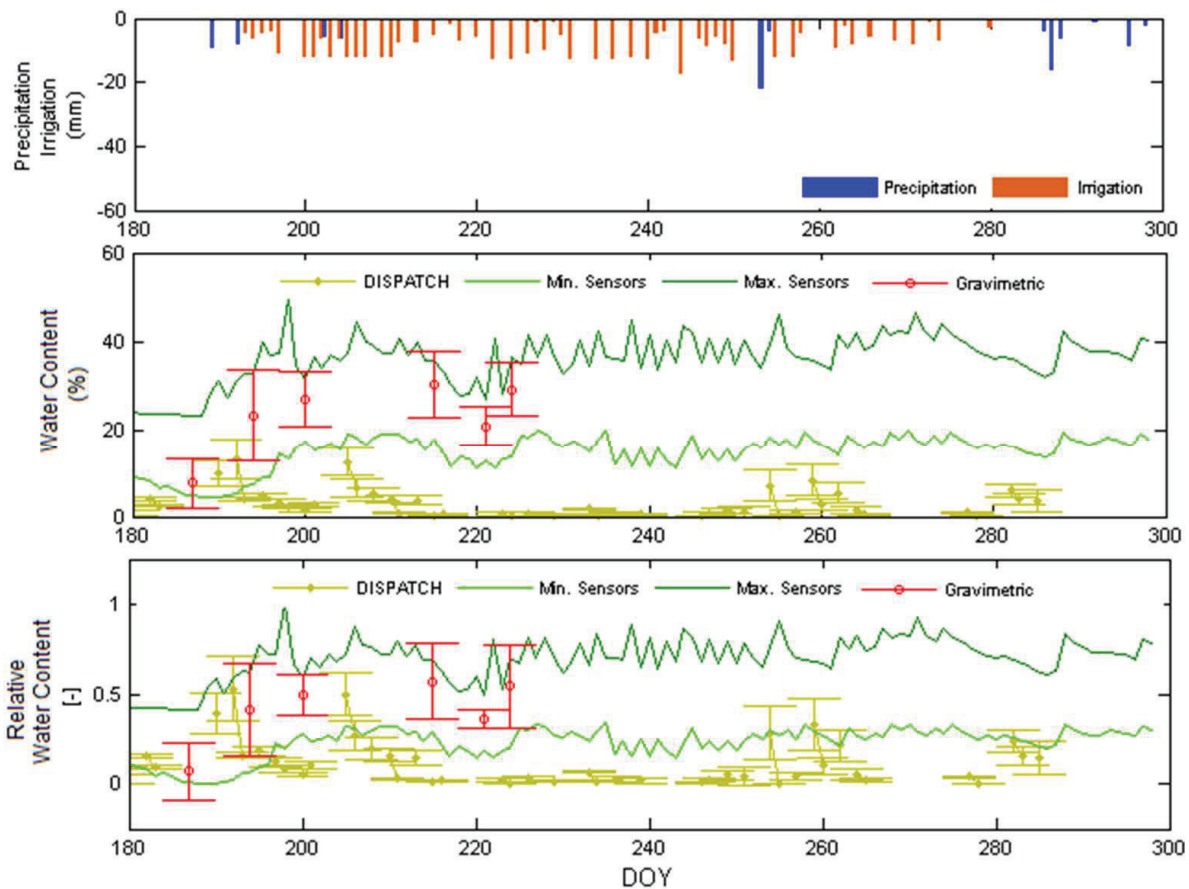 Precipitation
Irrigation
(mm)
0
-20
-40
-60
Precipitation Irrigation
180 200 220 240 260 280 300
Water Content
(%)
60
40
20
0
DISPATCH Min. Sensors Max. Sensors Gravimetric
180 200 220 240 260 280 300
Relative
Water Content
[-]
1
0.5
0
DISPATCH Min. Sensors Max. Sensors Gravimetric
180 200 220 240 260 280 300
DOY